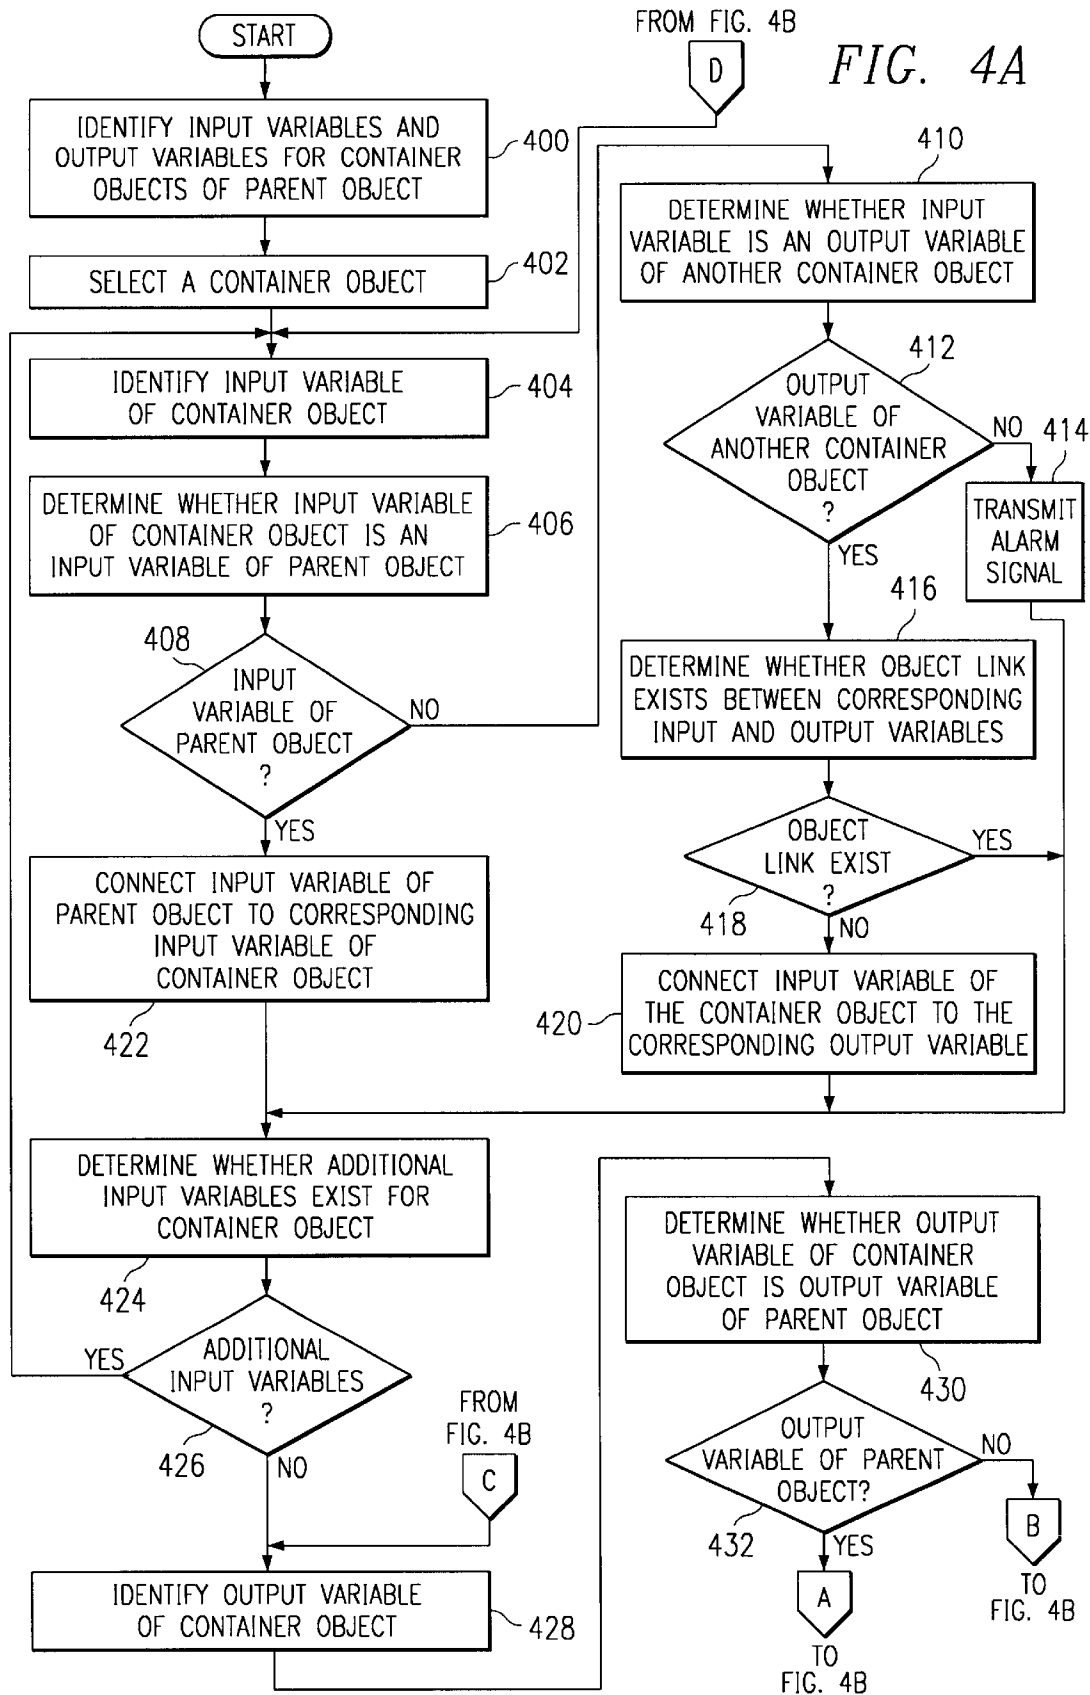 FIG. 4A
START
IDENTIFY INPUT VARIABLES AND
OUTPUT VARIABLES FOR CONTAINER
OBJECTS OF PARENT OBJECT
400
SELECT A CONTAINER OBJECT
402
IDENTIFY INPUT VARIABLE
OF CONTAINER OBJECT
404
DETERMINE WHETHER INPUT VARIABLE
OF CONTAINER OBJECT IS AN
INPUT VARIABLE OF PARENT OBJECT
406
408
INPUT
VARIABLE OF
PARENT OBJECT
?
NO
YES
CONNECT INPUT VARIABLE OF
PARENT OBJECT TO CORRESPONDING
INPUT VARIABLE OF
CONTAINER OBJECT
422
DETERMINE WHETHER ADDITIONAL
INPUT VARIABLES EXIST FOR
CONTAINER OBJECT
424
YES
ADDITIONAL
INPUT VARIABLES
?
426
NO
FROM
FIG. 4B
C
IDENTIFY OUTPUT VARIABLE
OF CONTAINER OBJECT
428
FROM FIG. 4B
D
410
DETERMINE WHETHER INPUT
VARIABLE IS AN OUTPUT VARIABLE
OF ANOTHER CONTAINER OBJECT
412
OUTPUT
VARIABLE OF
ANOTHER CONTAINER
OBJECT
?
NO
414
TRANSMIT
ALARM
SIGNAL
YES
416
DETERMINE WHETHER OBJECT LINK
EXISTS BETWEEN CORRESPONDING
INPUT AND OUTPUT VARIABLES
OBJECT
LINK EXIST
?
YES
418
NO
CONNECT INPUT VARIABLE OF
THE CONTAINER OBJECT TO THE
CORRESPONDING OUTPUT VARIABLE
420
DETERMINE WHETHER OUTPUT
VARIABLE OF CONTAINER
OBJECT IS OUTPUT VARIABLE
OF PARENT OBJECT
430
OUTPUT
VARIABLE OF PARENT
OBJECT?
NO
432
YES
B
TO
FIG. 4B
A
TO
FIG. 4B